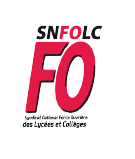 SNFOLC
FO
Syndicat National Force Ouvrière
des Lycées et Collèges